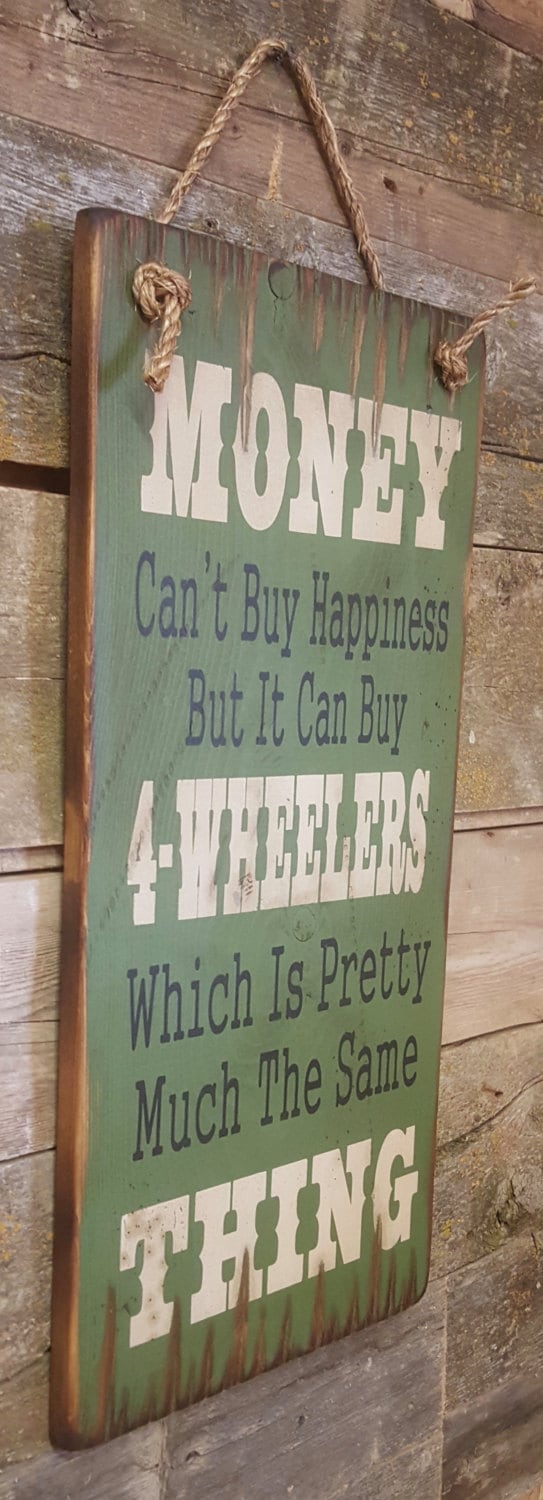 MONEY
Can't Buy Happiness
But It Can Buy
4-WHEELERS
Which Is Pretty
Much The Same
THING